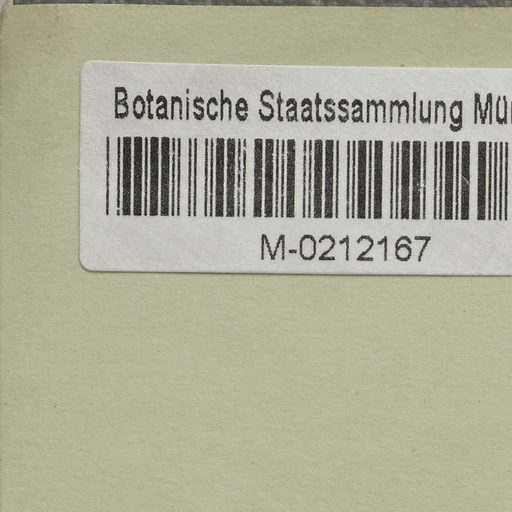 Botanische Staatssammlung Mü
M-0212167